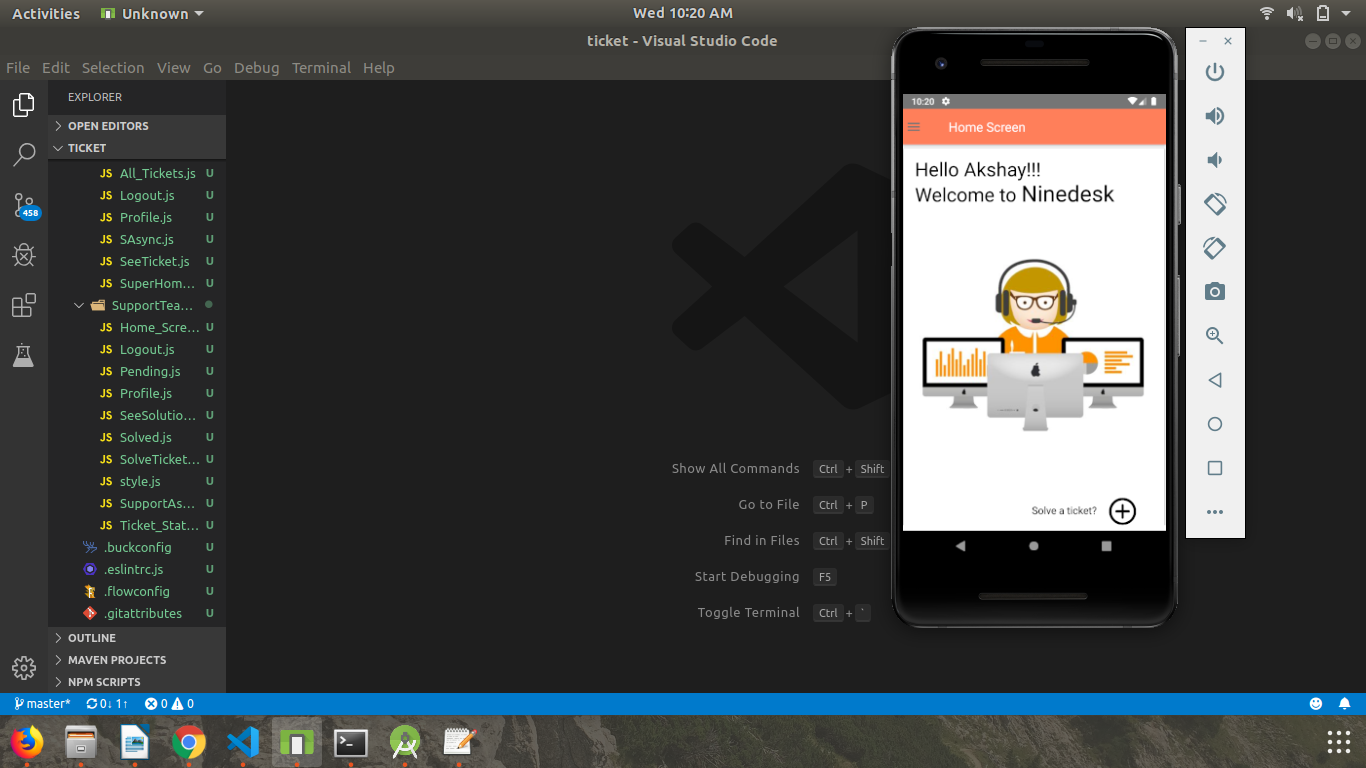 Activities
Unknown
Wed 10:20 AM
ticket - Visual Studio Code
File Edit Selection View Go Debug Terminal Help
EXPLORER
OPEN EDITORS
TICKET
JS All_Tickets.js U
JS Logout.js U
JS Profile.js U
JS SAsync.js U
JS SeeTicket.js U
JS SuperHom... U
SupportTea...
JS Home_Scre... U
JS Logout.js U
JS Pending.js U
JS Profile.js U
JS SeeSolutio... U
JS Solved.js U
JS SolveTicket... U
JS style.js U
JS SupportAs... U
JS Ticket_Stat... U
.buckconfig U
.eslintrc.js U
.flowconfig U
.gitattributes U
OUTLINE
MAVEN PROJECTS
NPM SCRIPTS
458
Show All Commands Ctrl + Shift
Go to File Ctrl + P
Find in Files Ctrl + Shift
Start Debugging F5
Toggle Terminal Ctrl + `
10:20
Home Screen
Hello Akshay!!!
Welcome to Ninedesk
Solve a ticket?
master* 0↓ 1↑ 0 0